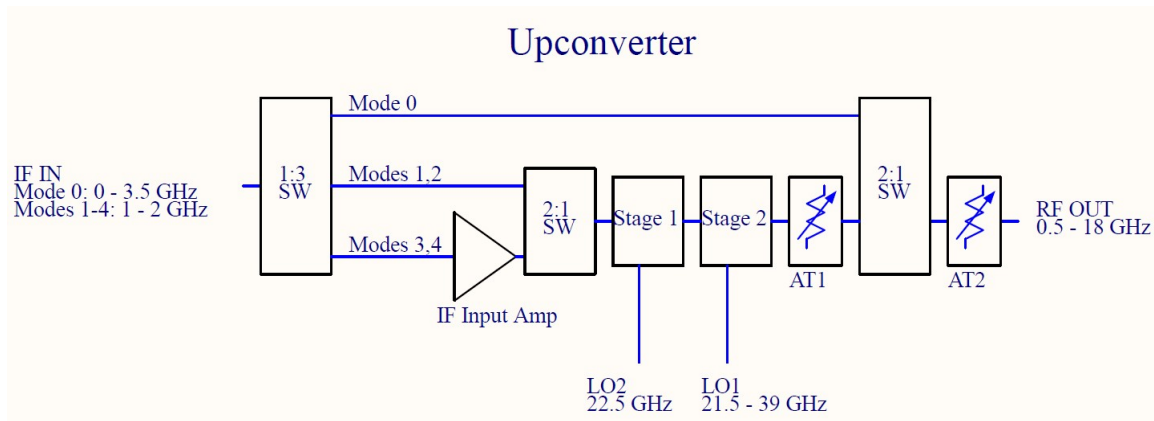 Upconverter
Mode 0
IF IN
Mode 0: 0 - 3.5 GHz
Modes 1-4: 1 - 2 GHz
1:3
SW
Modes 1,2
Modes 3,4
IF Input Amp
2:1
SW
Stage 1
Stage 2
AT1
2:1
SW
AT2
RF OUT
0.5 - 18 GHz
LO2
22.5 GHz
LO1
21.5 - 39 GHz